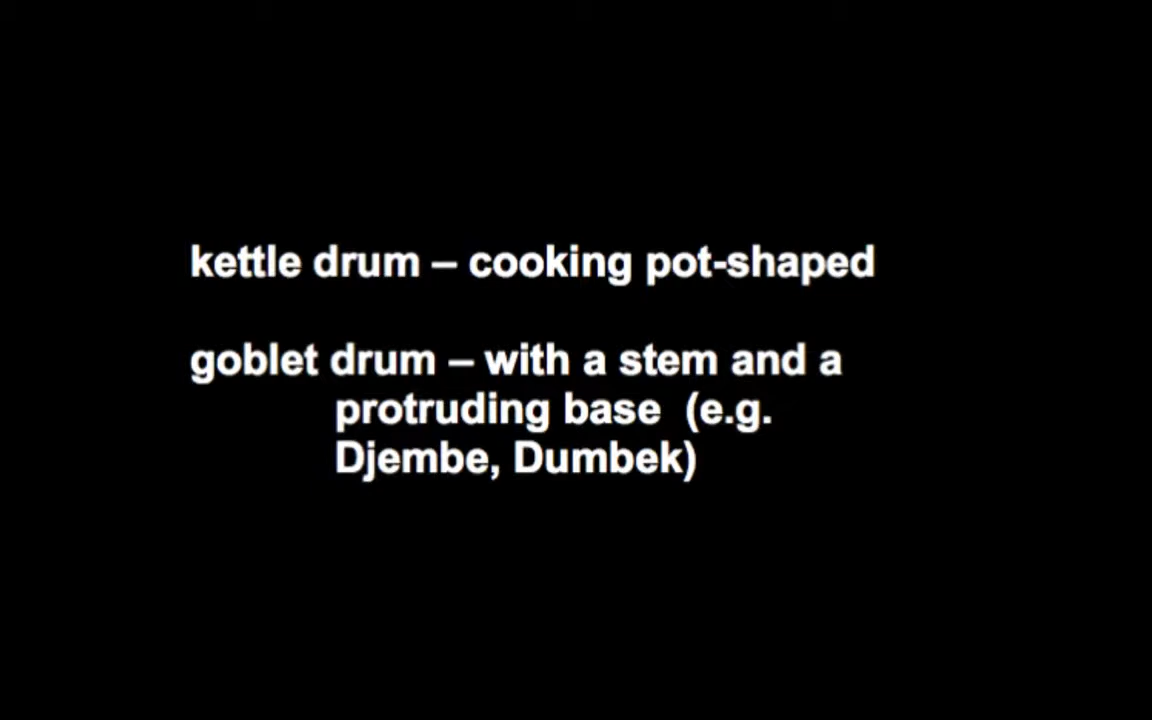 kettle drum – cooking pot-shaped
goblet drum – with a stem and a
protruding base  (e.g.
Djembe, Dumbek)